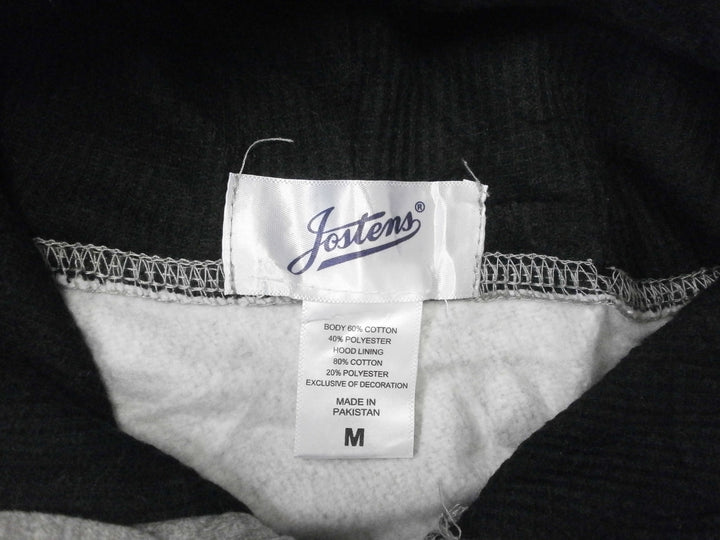 Jostens®
BODY 60% COTTON
40% POLYESTER
HOOD LINING
80% COTTON
20% POLYESTER
EXCLUSIVE OF DECORATION
MADE IN
PAKISTAN
M